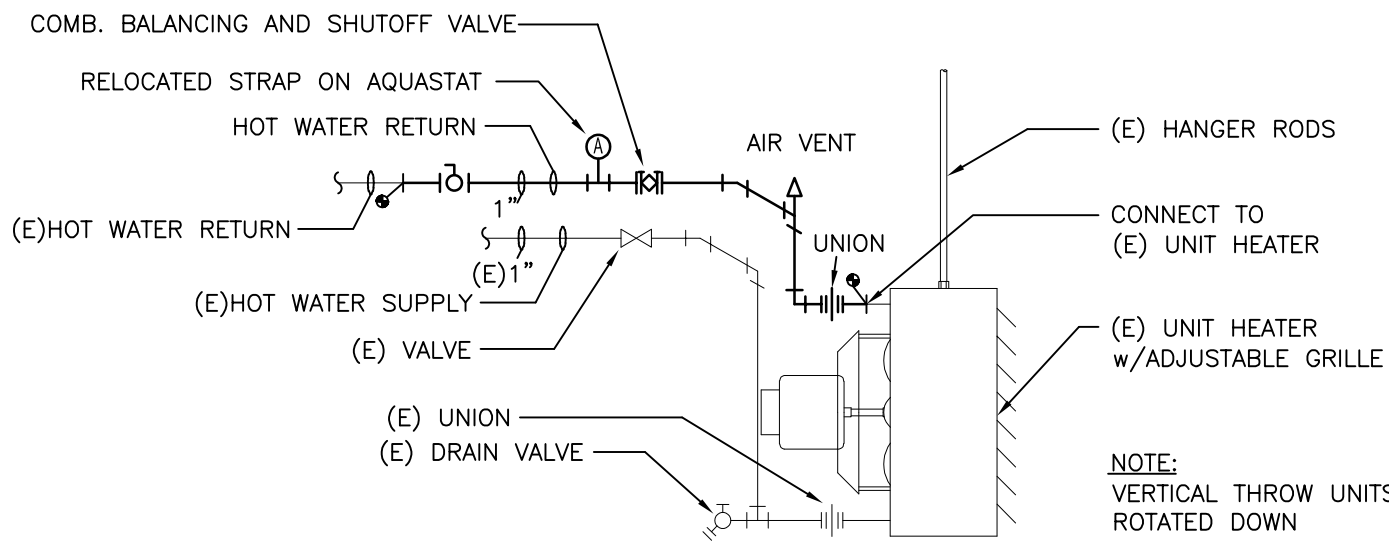 COMB. BALANCING AND SHUTOFF VALVE
RELOCATED STRAP ON AQUASTAT
HOT WATER RETURN
A
AIR VENT
(E) HANGER RODS
1"
(E)HOT WATER RETURN
CONNECT TO
(E) UNIT HEATER
UNION
(E)1"
(E)HOT WATER SUPPLY
(E) VALVE
(E) UNIT HEATER
w/ADJUSTABLE GRILLE
(E) UNION
(E) DRAIN VALVE
NOTE:
VERTICAL THROW UNITS
ROTATED DOWN